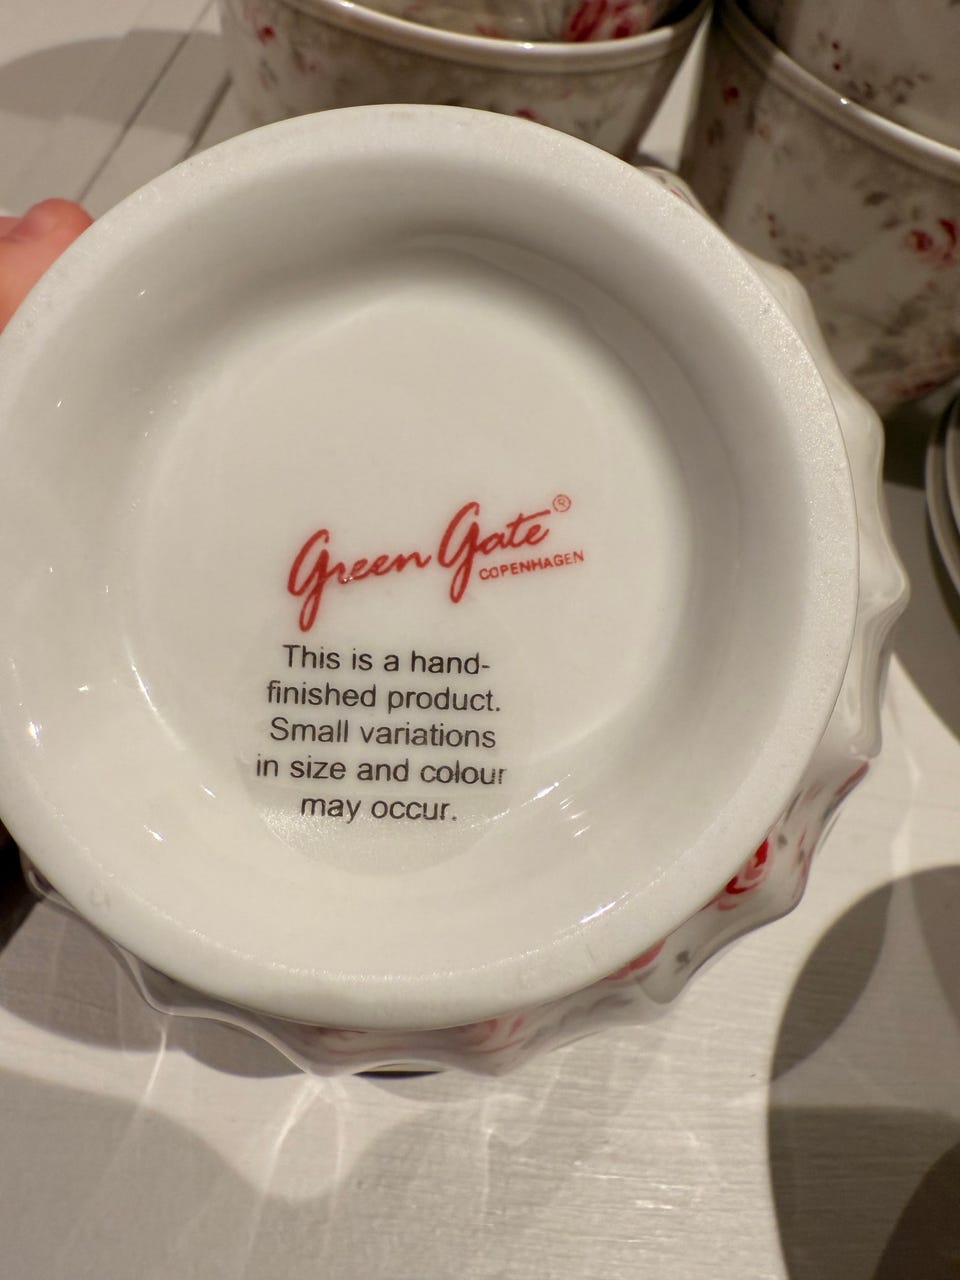 Green Gate®
COPENHAGEN
This is a hand-
finished product.
Small variations
in size and colour
may occur.